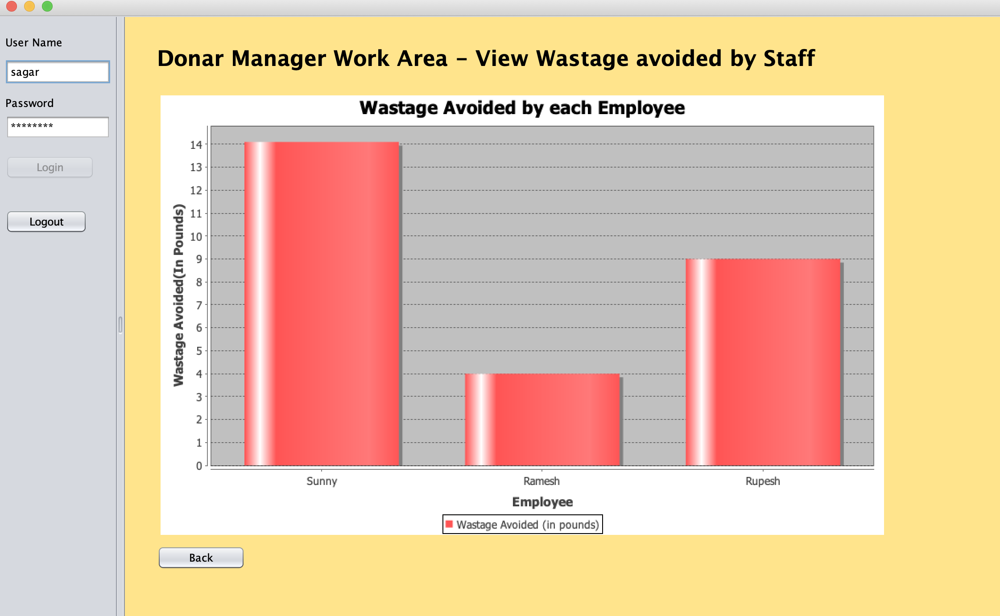 User Name
sagar
Password
********
Login
Logout
Donar Manager Work Area – View Wastage avoided by Staff
Wastage Avoided by each Employee
Wastage Avoided(In Pounds)
14
13
12
11
10
9
8
7
6
5
4
3
2
1
0
Sunny Ramesh Rupesh
Employee
Wastage Avoided (in pounds)
Back